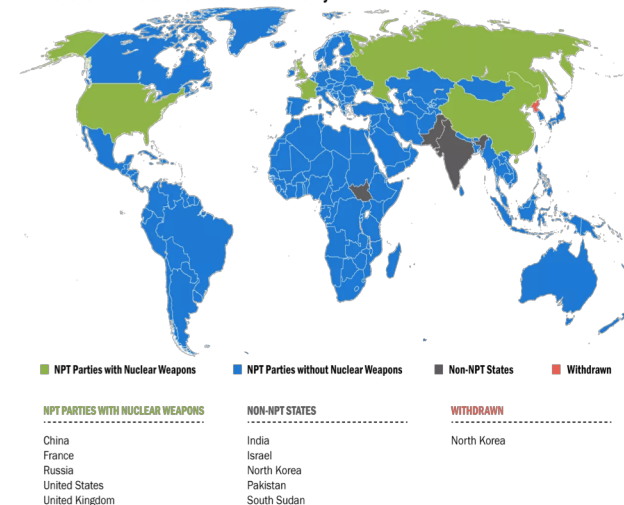 NPT Parties with Nuclear Weapons NPT Parties without Nuclear Weapons Non-NPT States Withdrawn
NPT PARTIES WITH NUCLEAR WEAPONS
China
France
Russia
United States
United Kingdom
NON-NPT STATES
India
Israel
North Korea
Pakistan
South Sudan
WITHDRAWN
North Korea